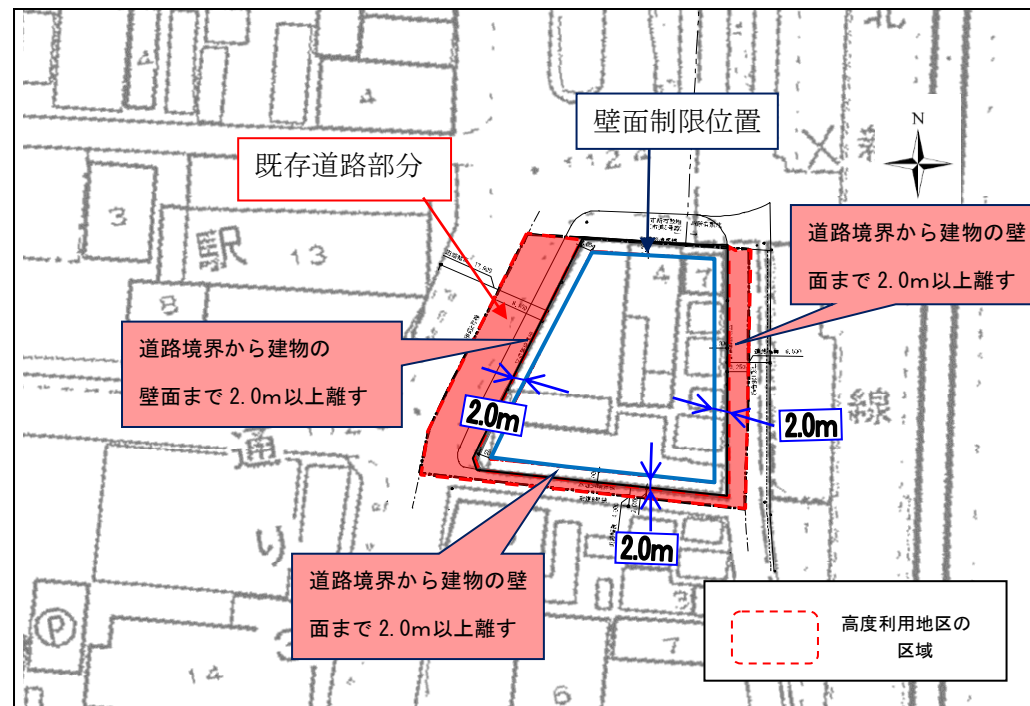 壁面制限位置
既存道路部分
N
道路境界から建物の壁
面まで2.0m以上離す
道路境界から建物の
壁面まで2.0m以上離す
道路境界から建物の壁
面まで2.0m以上離す
2.0m
2.0m
2.0m
高度利用地区の
区域
4
4
3
駅
13
8
通
り
線
4
7
P
14
3
7
6